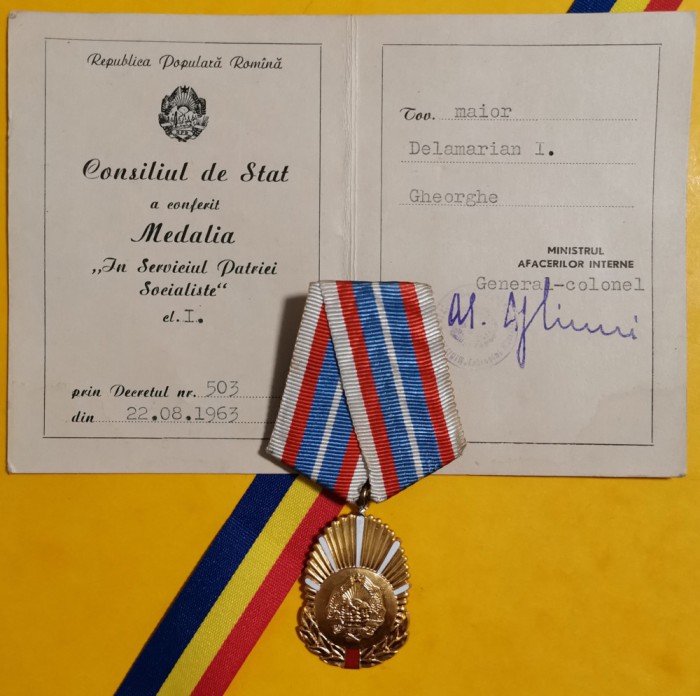 Republica Populară Romînă
Consiliul de Stat
a conferit
Medalia
„In Serviciul Patriei
Socialiste“
cl. I.
prin Decretul nr. 503
din 22.08.1963
Tov. maior
Delamarian I.
Gheorghe
MINISTRUL
AFACERILOR INTERNE
General-colonel